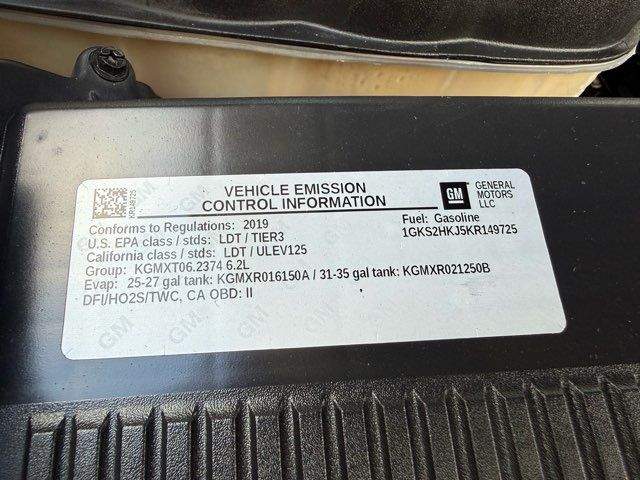 VEHICLE EMISSION
CONTROL INFORMATION
KR149725
GM
GENERAL
MOTORS
LLC
Conforms to Regulations: 2019
Fuel: Gasoline
U.S. EPA class / stds: LDT / TIER3
1GKS2HKJ5KR149725
California class / stds: LDT / ULEV125
Group: KGMXT06.2374 6.2L
Evap: 25-27 gal tank: KGMXR016150A / 31-35 gal tank: KGMXR021250B
DFI/HO2S/TWC, CA OBD: II
GM
GM
GM